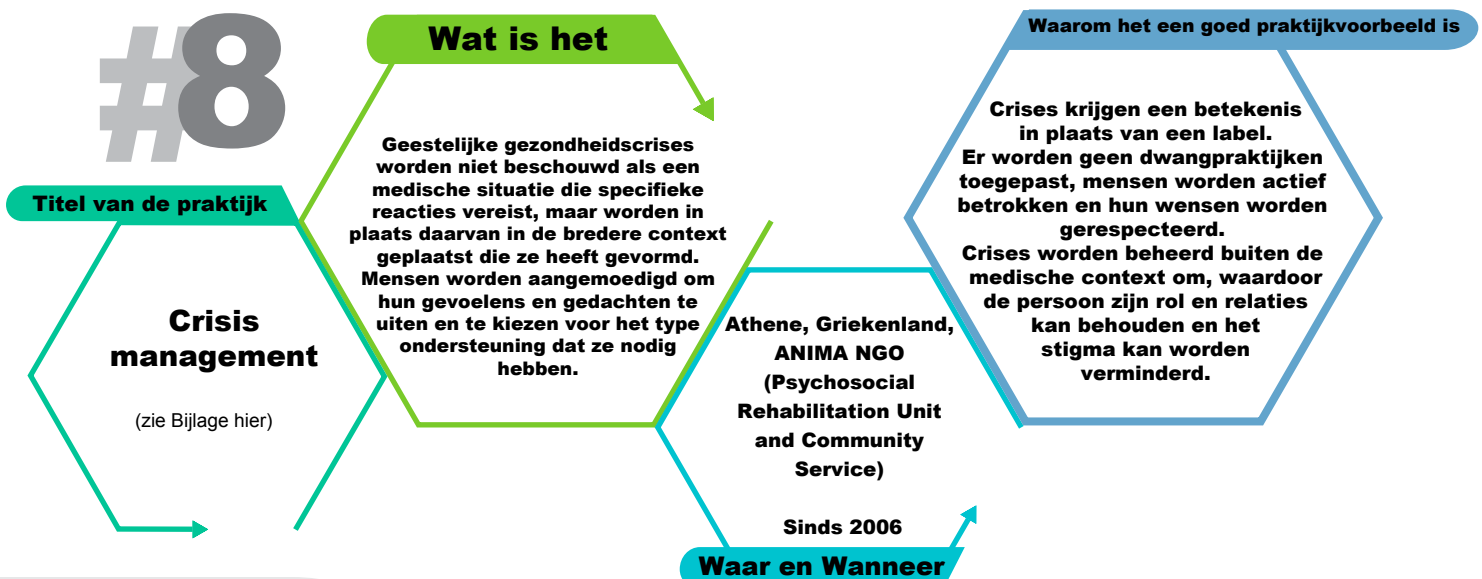 #8
Titel van de praktijk
Crisis
management
(zie Bijlage hier)
Wat is het
Geestelijke gezondheidscrises
worden niet beschouwd als een
medische situatie die specifieke
reacties vereist, maar worden in
plaats daarvan in de bredere context
geplaatst die ze heeft gevormd.
Mensen worden aangemoedigd om
hun gevoelens en gedachten te
uiten en te kiezen voor het type
ondersteuning dat ze nodig
hebben.
Athene, Griekenland,
ANIMA NGO
(Psychosocial
Rehabilitation Unit
and Community
Service)
Sinds 2006
Waar en Wanneer
Waarom het een goed praktijkvoorbeeld is
Crises krijgen een betekenis
in plaats van een label.
Er worden geen dwangpraktijken
toegepast, mensen worden actief
betrokken en hun wensen worden
gerespecteerd.
Crises worden beheerd buiten de
medische context om, waardoor
de persoon zijn rol en relaties
kan behouden en het
stigma kan worden
verminderd.